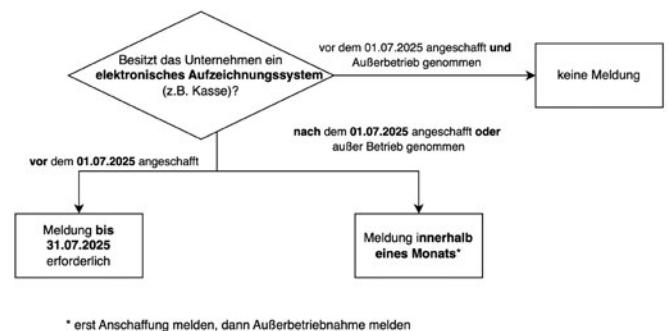 Besitzt das Unternehmen ein
elektronisches Aufzeichnungssystem
(z.B. Kasse)?
vor dem 01.07.2025 angeschafft und
Außerbetrieb genommen
keine Meldung
nach dem 01.07.2025 angeschafft oder
außer Betrieb genommen
vor dem 01.07.2025 angeschafft
Meldung bis
31.07.2025
erforderlich
Meldung innerhalb
eines Monats*
* erst Anschaffung melden, dann Außerbetriebnahme melden